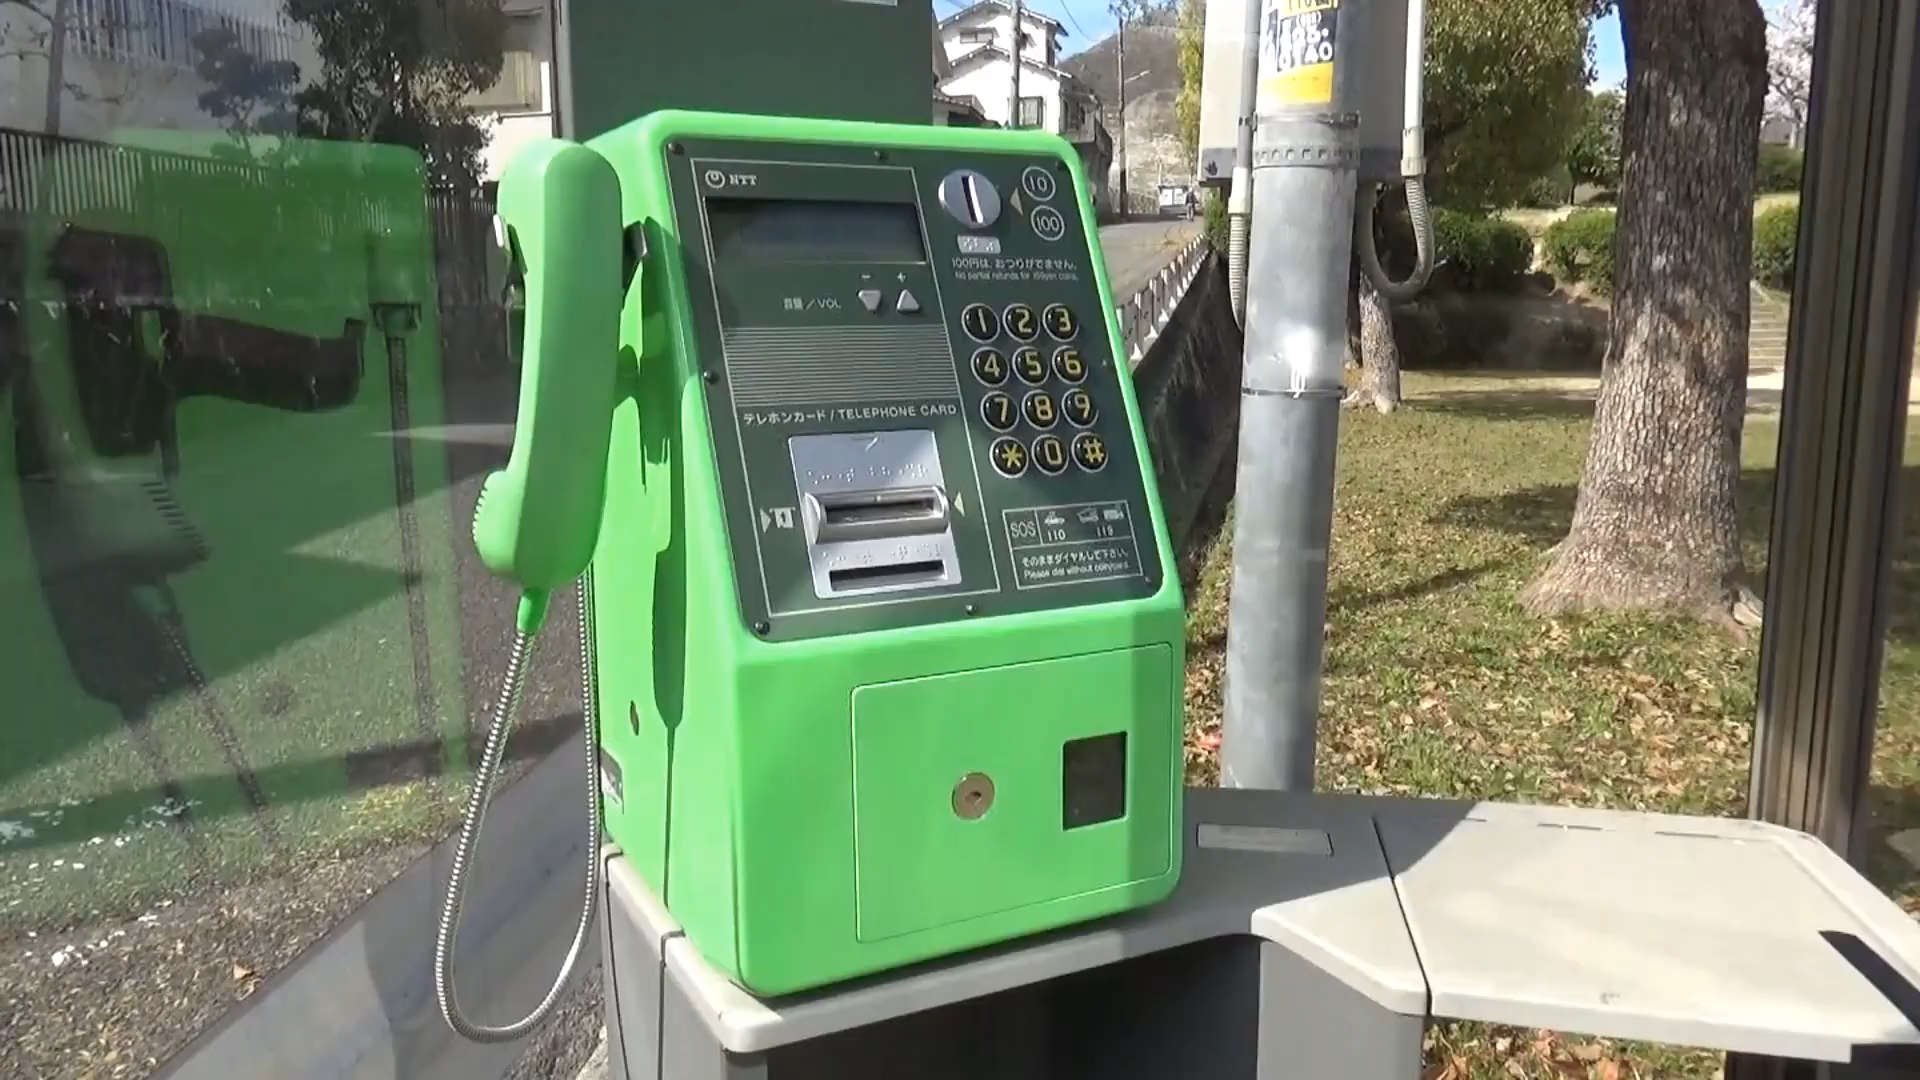 NTT
10
100
100円は、おつりがでません。
No partial refunds for 100yen coins.
- +
音量/VOL
1 2 3
4 5 6
7 8 9
* 0 #
テレホンカード/TELEPHONE CARD
SOS 110 119
そのままダイヤルして下さい。
Please dial without coin/card.